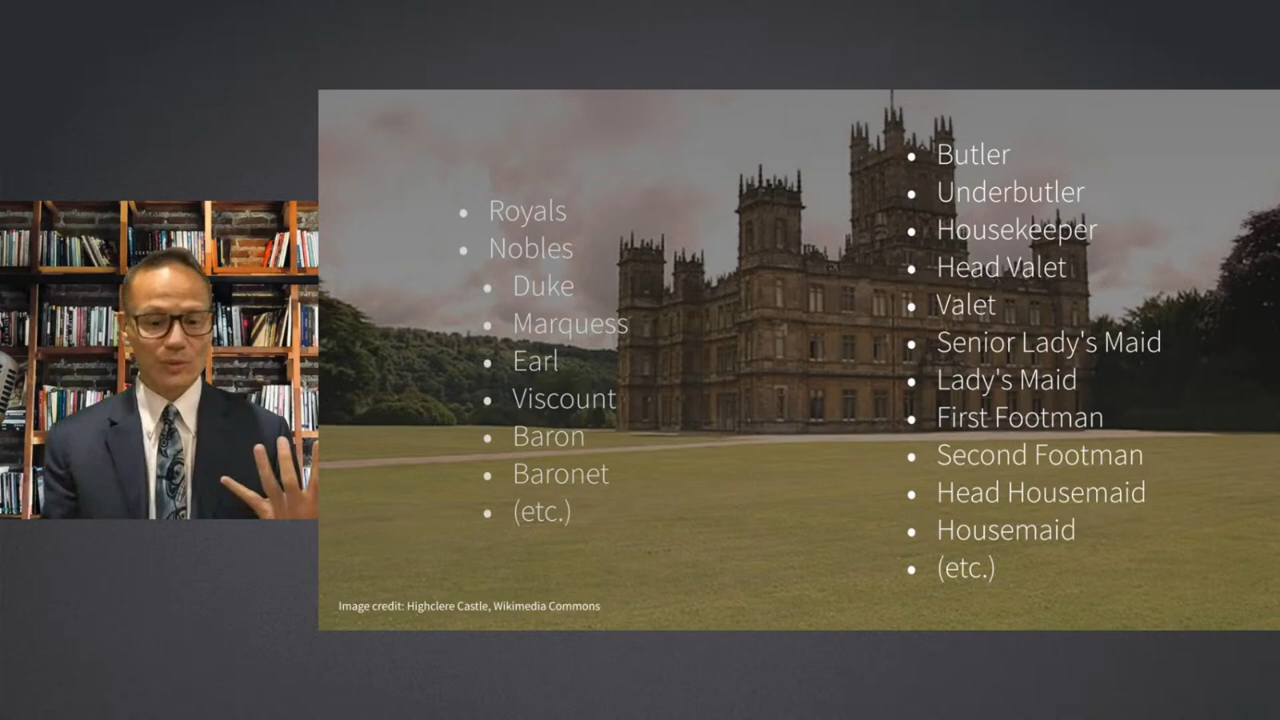 Royals
Nobles
Duke
Marquess
Earl
Viscount
Baron
Baronet
(etc.)
Butler
Underbutler
Housekeeper
Head Valet
Valet
Senior Lady's Maid
Lady's Maid
First Footman
Second Footman
Head Housemaid
Housemaid
(etc.)
Image credit: Highclere Castle, Wikimedia Commons